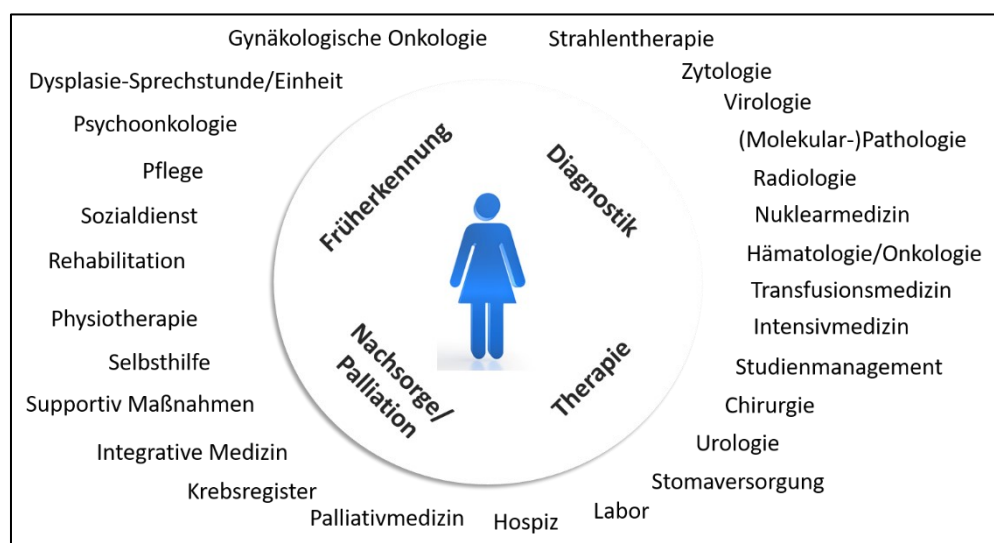 Gynäkologische Onkologie
Strahlentherapie
Dysplasie-Sprechstunde/Einheit
Zytologie
Psychoonkologie
Virologie
Pflege
(Molekular-)Pathologie
Sozialdienst
Radiologie
Rehabilitation
Nuklearmedizin
Physiotherapie
Hämatologie/Onkologie
Selbsthilfe
Transfusionsmedizin
Supportiv Maßnahmen
Intensivmedizin
Integrative Medizin
Studienmanagement
Krebsregister
Chirurgie
Palliativmedizin
Urologie
Hospiz
Stomaversorgung
Labor
Früherkennung
Diagnostik
Nachsorge/
Palliation
Therapie